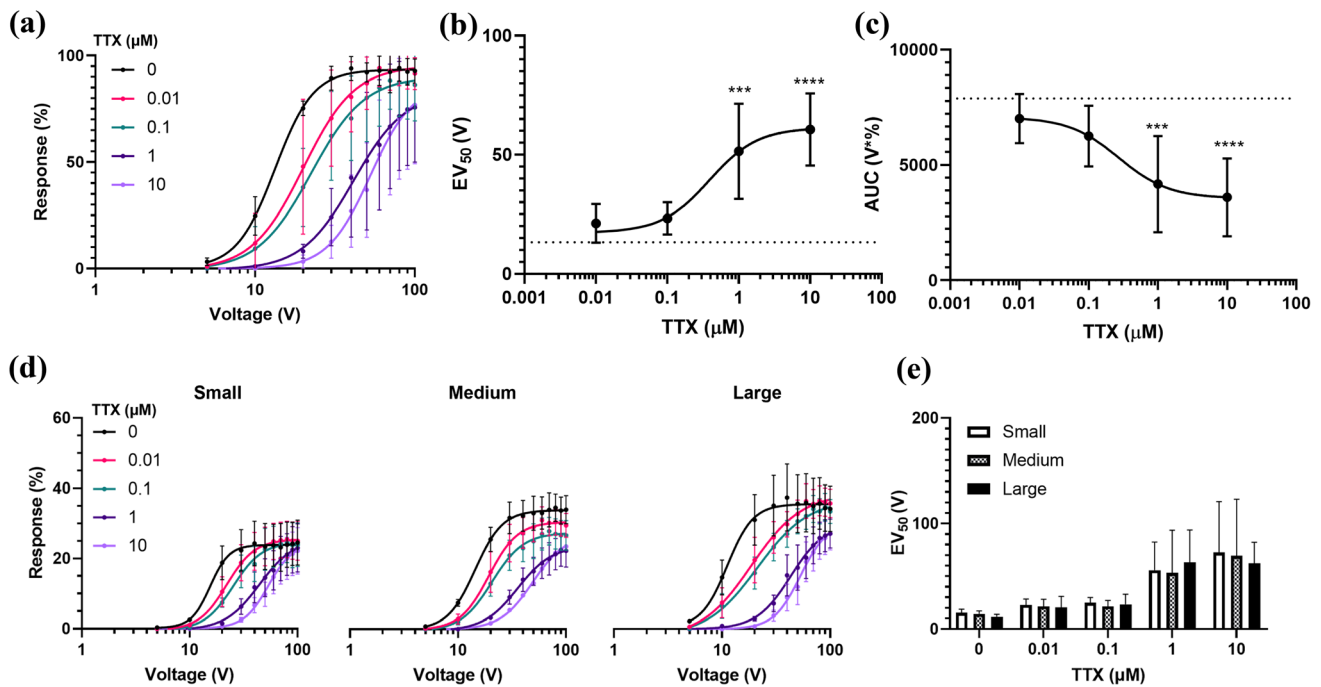 (a)
TTX (μM)
0
0.01
0.1
1
10
Response (%)
100
50
0
1
10
100
Voltage (V)
(b)
EV50 (V)
100
50
0
***
****
0.001
0.01
0.1
1
10
100
TTX (μM)
(c)
AUC (V*%)
10000
5000
0
***
****
0.001
0.01
0.1
1
10
100
TTX (μM)
(d)
Small
Medium
Large
TTX (μM)
0
0.01
0.1
1
10
Response (%)
60
40
20
0
1
10
100
1
10
100
1
10
100
Voltage (V)
Voltage (V)
Voltage (V)
(e)
EV50 (V)
200
100
0
Small
Medium
Large
0
0.01
0.1
1
10
TTX (μM)